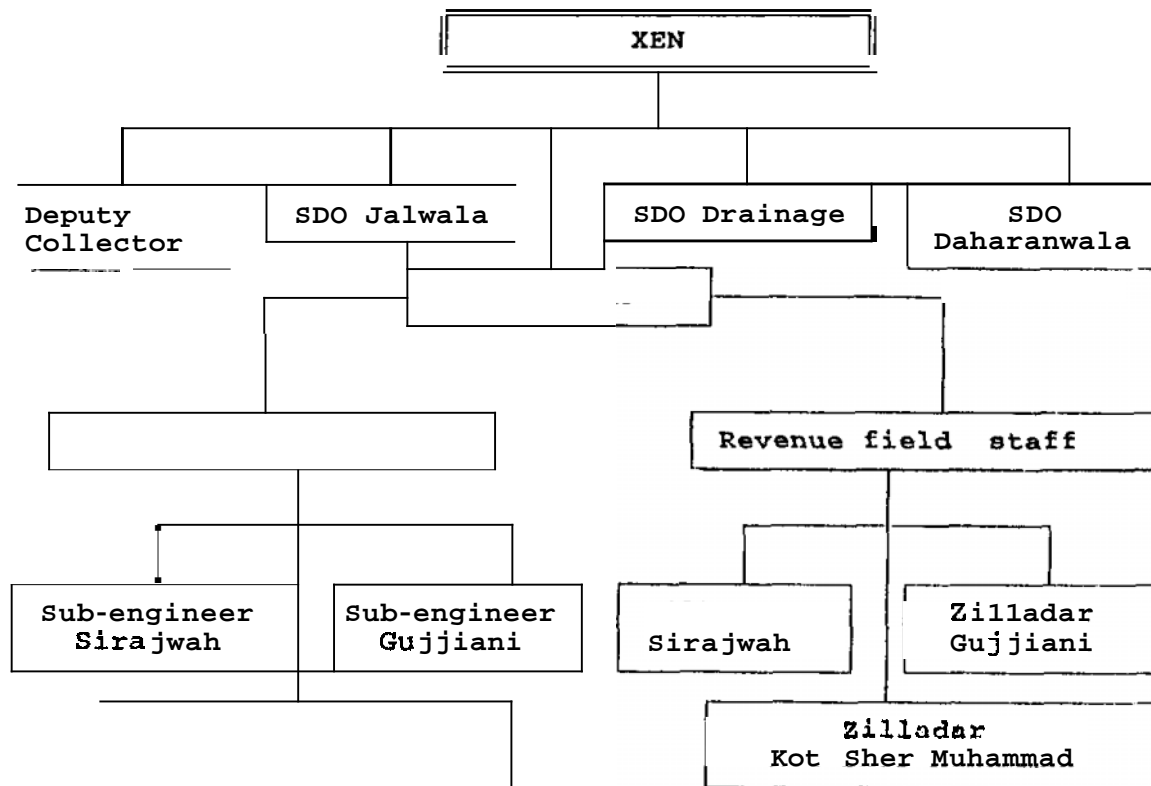 XEN
Deputy
Collector
SDO Jalwala
SDO Drainage
SDO
Daharanwala
Revenue field staff
Sub-engineer
Sirajwah
Sub-engineer
Gujjiani
Sirajwah
Zilladar
Gujjiani
Zilladar
Kot Sher Muhammad